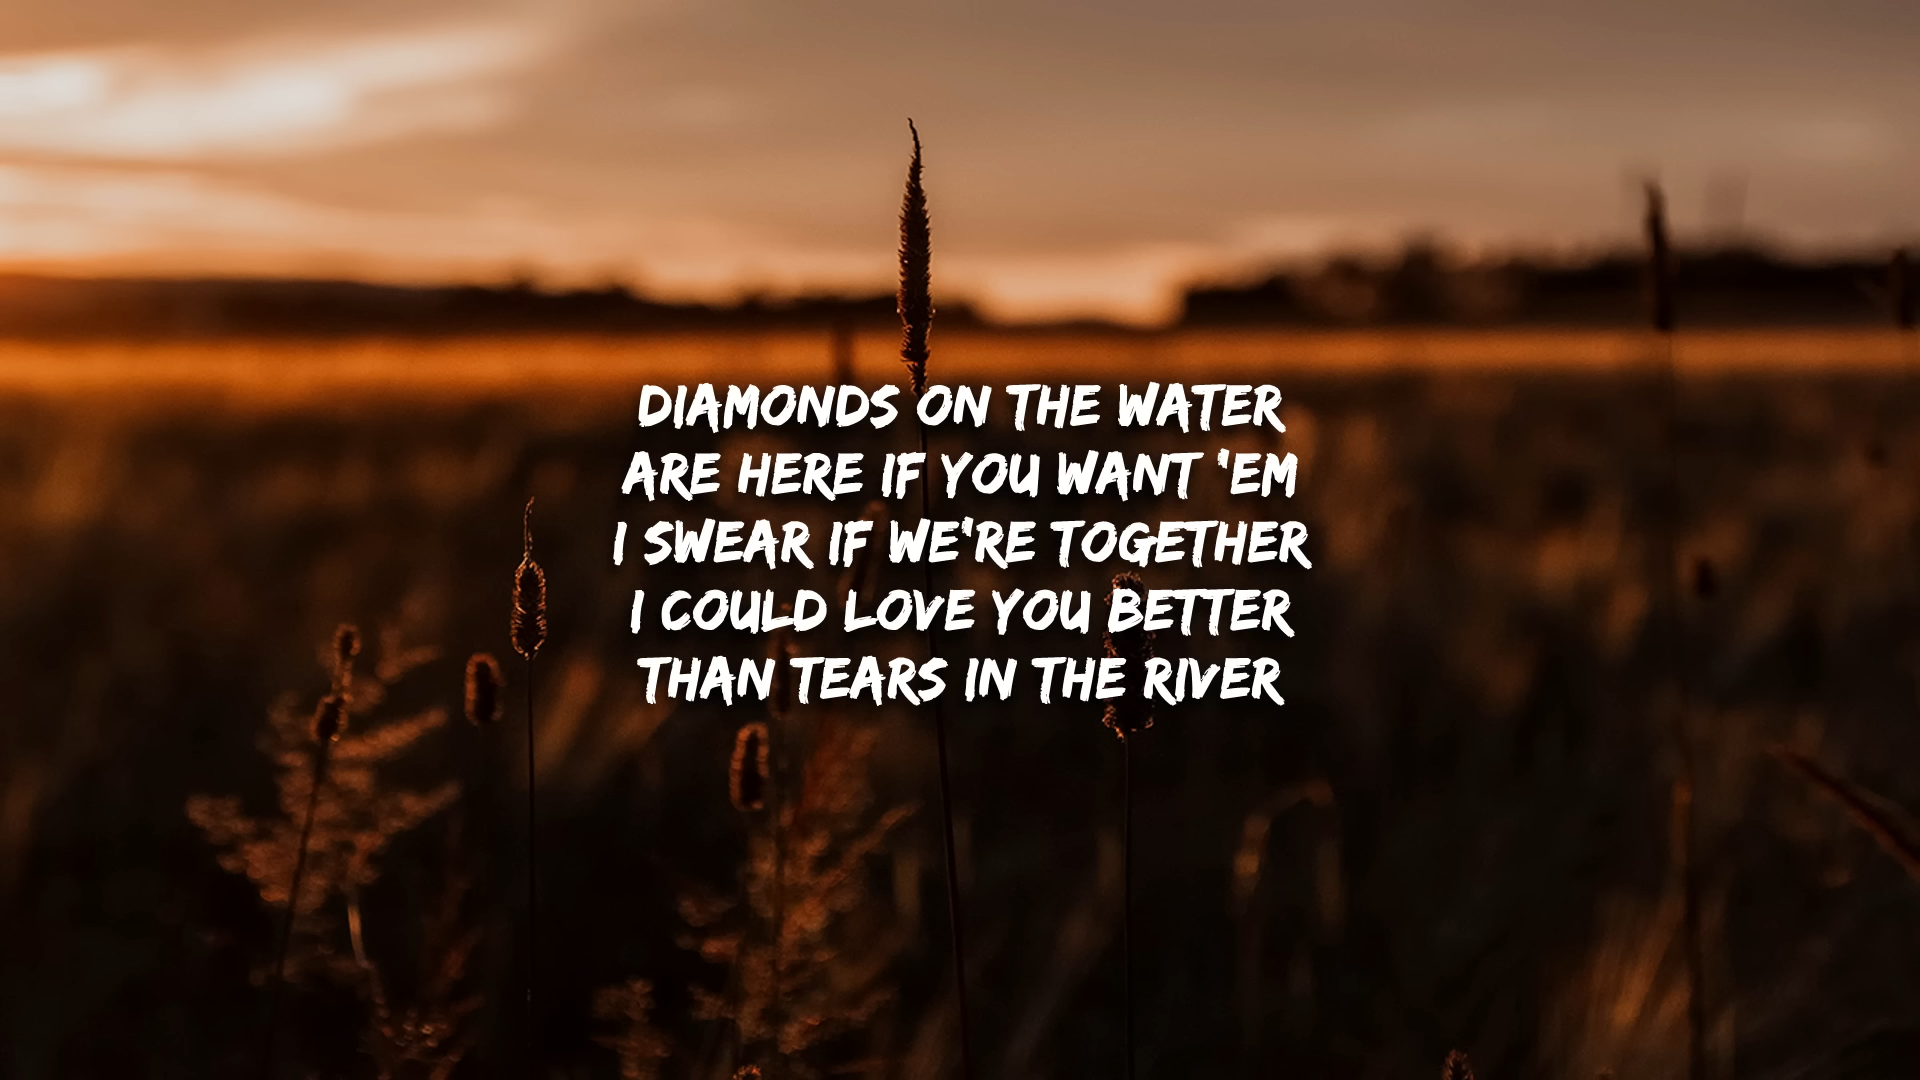 DIAMONDS ON THE WATER
ARE HERE IF YOU WANT 'EM
I SWEAR IF WE'RE TOGETHER
I COULD LOVE YOU BETTER
THAN TEARS IN THE RIVER